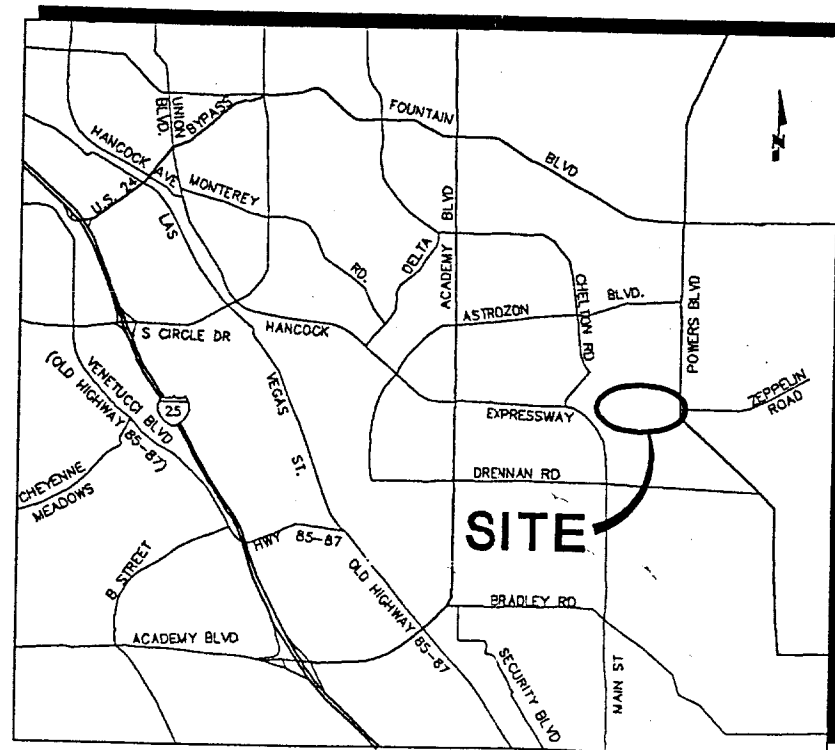 FOUNTAIN
BLVD
UNION
BLVD.
BYPASS
HANCOCK AVE
U.S. 24
MONTEREY
RD.
LAS
VEGAS
ST.
DELTA
ACADEMY BLVD
N
CHELTON RD
ASTROZON
BLVD.
POWERS BLVD
S CIRCLE DR
HANCOCK
EXPRESSWAY
ZEPPELIN
ROAD
VENETUCCI BLVD
(OLD HIGHWAY
85-87)
25
CHEYENNE
MEADOWS
DRENNAN RD
SITE
HWY 85-87
B STREET
OLD HIGHWAY 85-87
BRADLEY RD
ACADEMY BLVD
SECURITY BLVD
MAIN ST